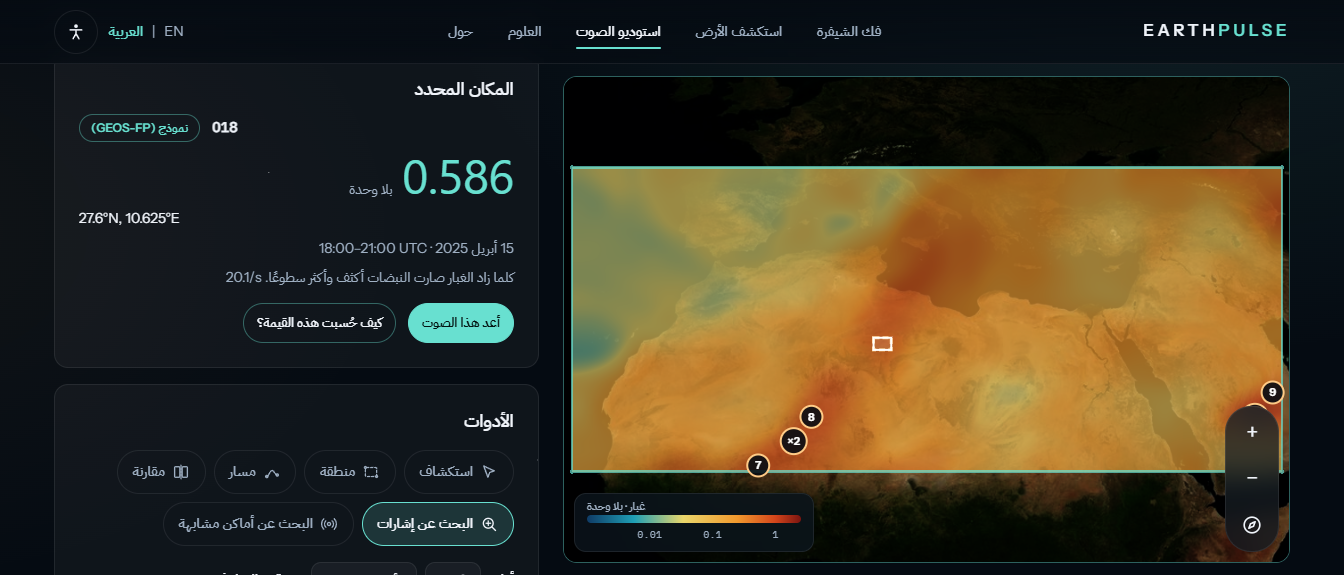 EARTHPULSE
فك الشيفرة
استكشف الأرض
استوديو الصوت
العلوم
حول
EN | العربية
المكان المحدد
018
نموذج (GEOS-FP)
0.586 بلا وحدة
27.6°N, 10.625°E
15 أبريل 2025 · 18:00–21:00 UTC
كلما زاد الغبار صارت النبضات أكثف وأكثر سطوعًا. 20.1/s
أعد هذا الصوت
كيف حُسبت هذه القيمة؟
الأدوات
استكشاف
منطقة
مسار
مقارنة
البحث عن إشارات
البحث عن أماكن مشابهة
9
8
×2
7
+
−
غبار · بلا وحدة
0.01 0.1 1